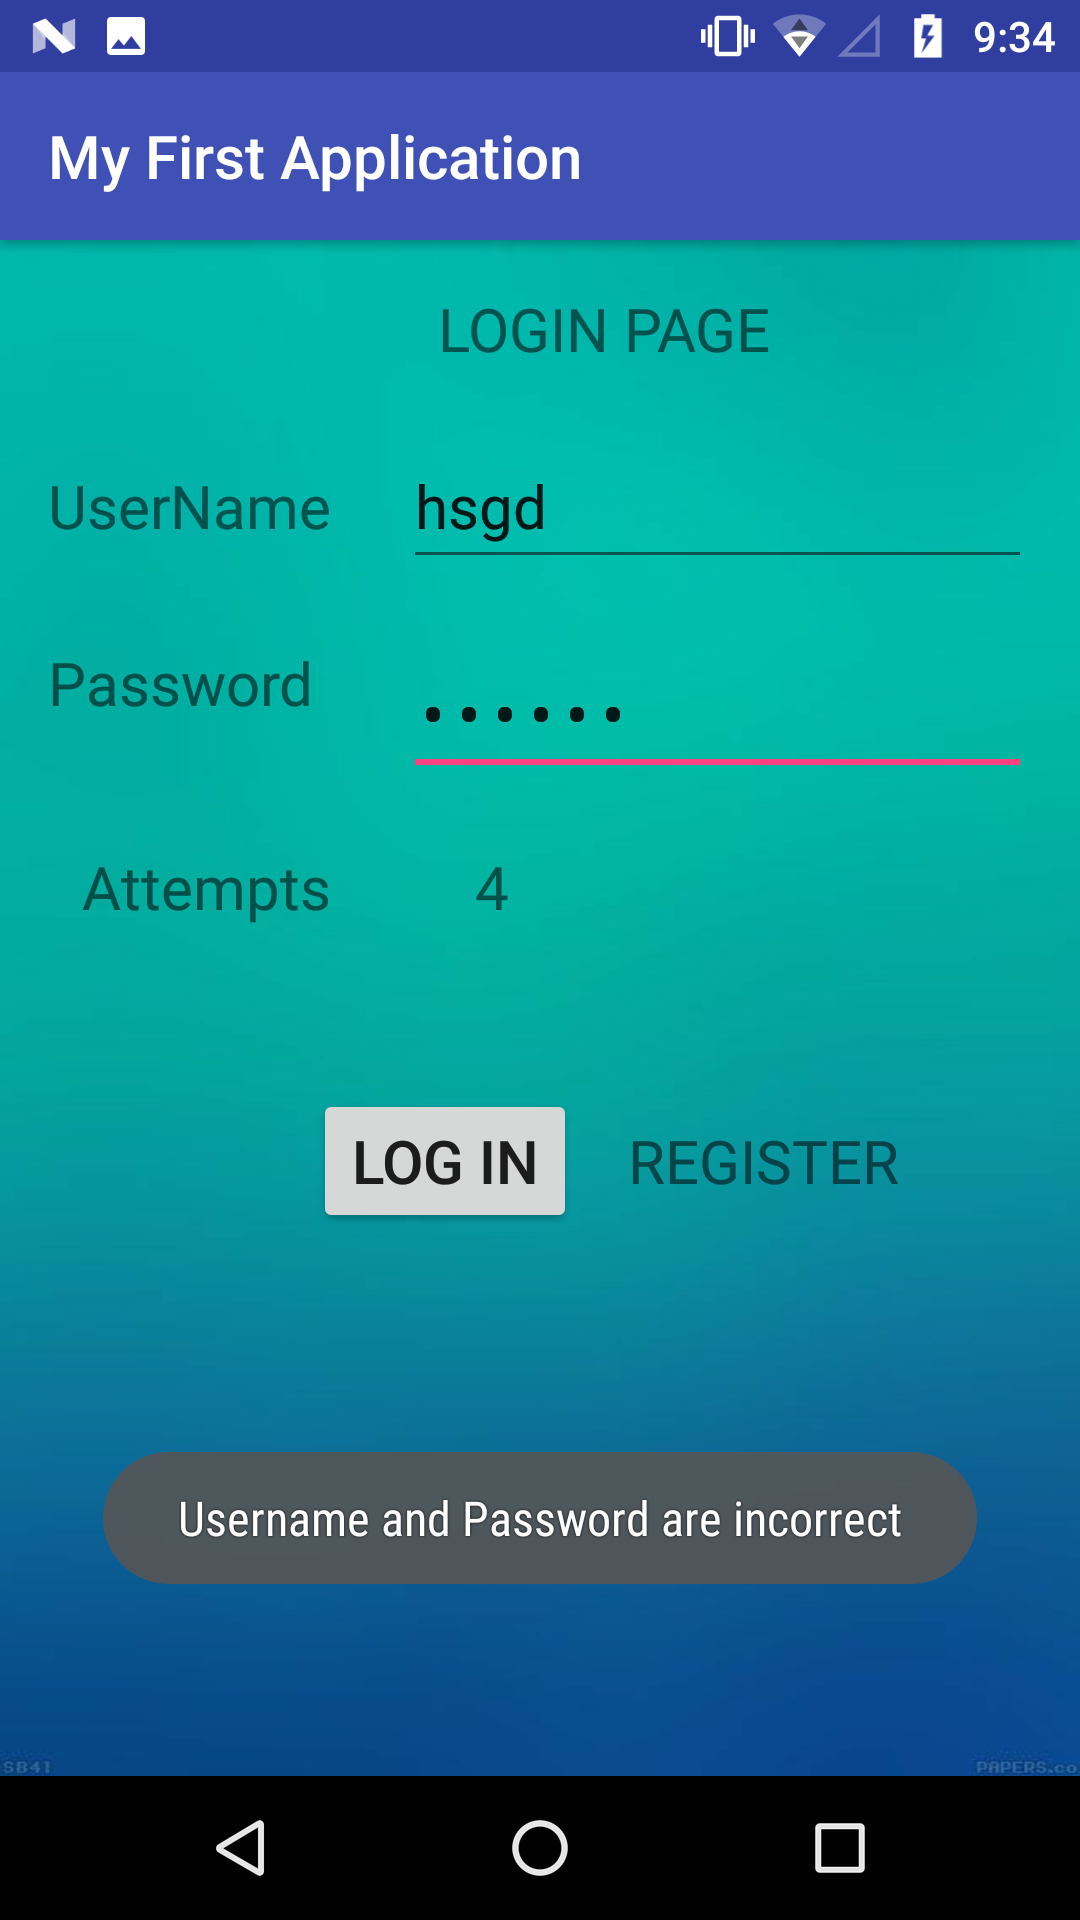 9:34
My First Application
LOGIN PAGE
UserName hsgd
Password ••••••
Attempts 4
LOG IN REGISTER
Username and Password are incorrect
SB41 PAPERS.co